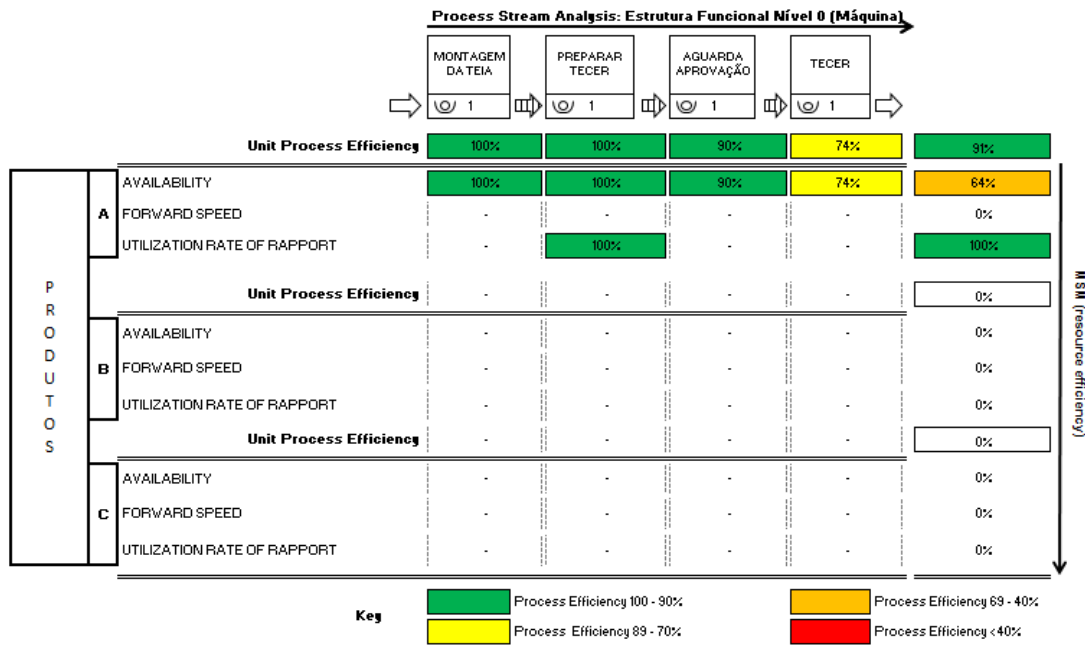 Process Stream Analysis: Estrutura Funcional Nível 0 (Máquina)
MONTAGEM DA TEIA PREPARAR TECER AGUARDA APROVAÇÃO TECER
1 1 1 1
Unit Process Efficiency 100% 100% 90% 74% 91%
AVAILABILITY 100% 100% 90% 74% 64%
A FORWARD SPEED - - - - 0%
UTILIZATION RATE OF RAPPORT - 100% - - 100%
PRODUTOS
Unit Process Efficiency - - - - 0%
AVAILABILITY - - - - 0%
B FORWARD SPEED - - - - 0%
UTILIZATION RATE OF RAPPORT - - - - 0%
Unit Process Efficiency - - - - 0%
AVAILABILITY - - - - 0%
C FORWARD SPEED - - - - 0%
UTILIZATION RATE OF RAPPORT - - - - 0%
MSM (resource efficiency)
Key
Process Efficiency 100 - 90% Process Efficiency 69 - 40%
Process Efficiency 89 - 70% Process Efficiency <40%